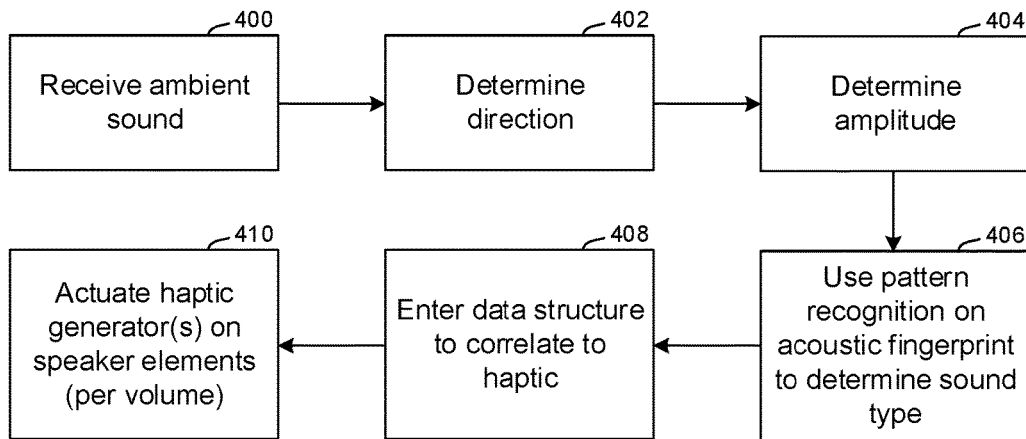 400
Receive ambient
sound
402
Determine
direction
404
Determine
amplitude
406
Use pattern
recognition on
acoustic fingerprint
to determine sound
type
408
Enter data structure
to correlate to
haptic
410
Actuate haptic
generator(s) on
speaker elements
(per volume)